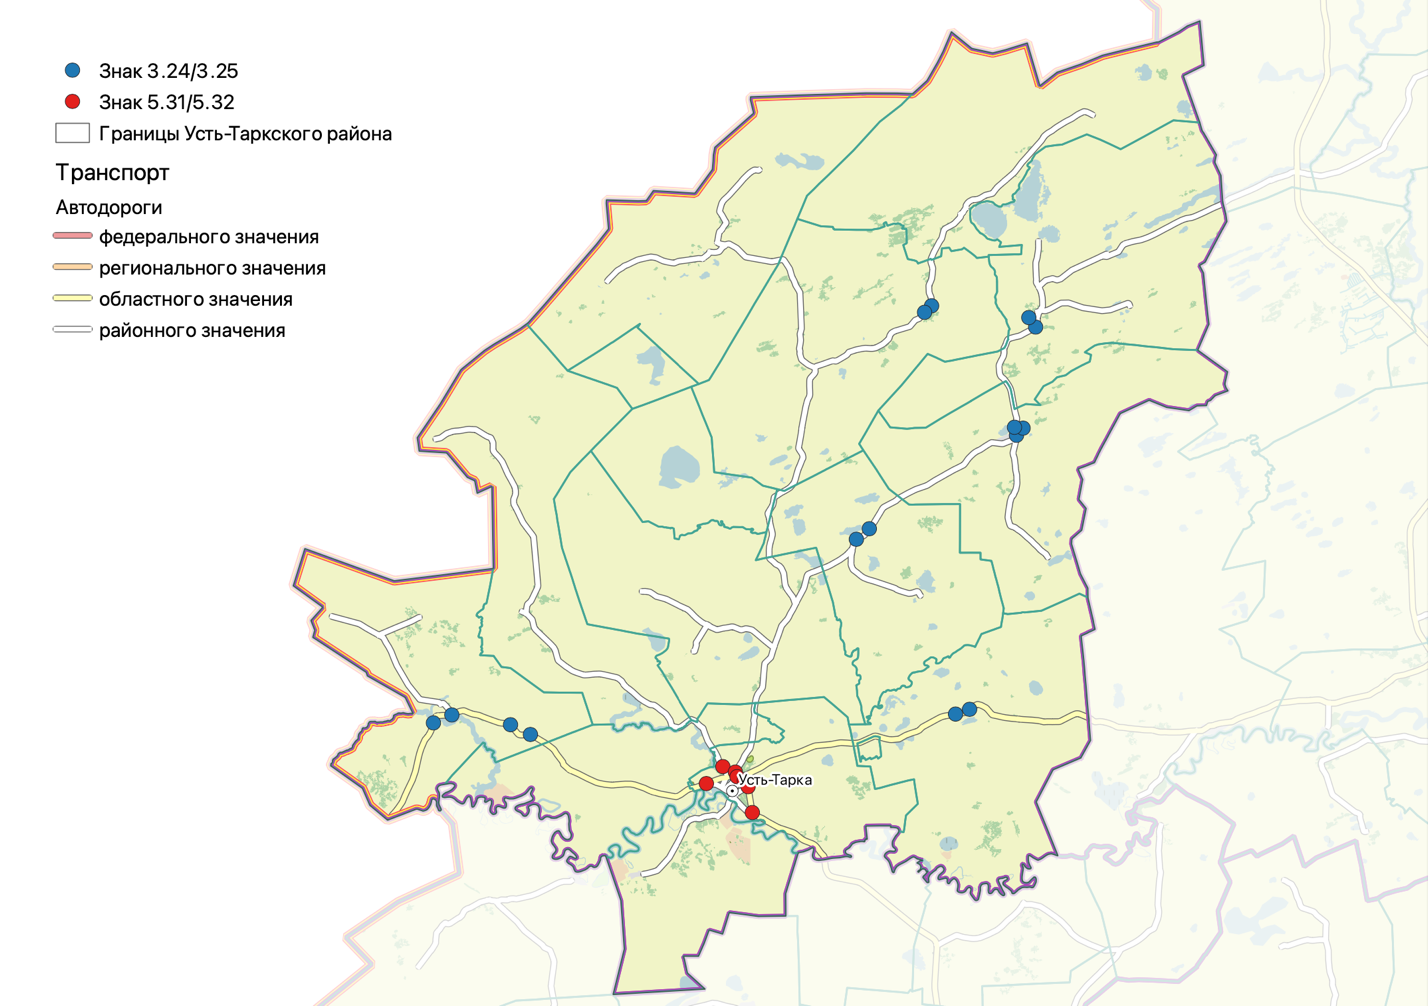 Знак 3.24/3.25
Знак 5.31/5.32
Границы Усть-Таркского района
Транспорт
Автодороги
федерального значения
регионального значения
областного значения
районного значения
Усть-Тарка